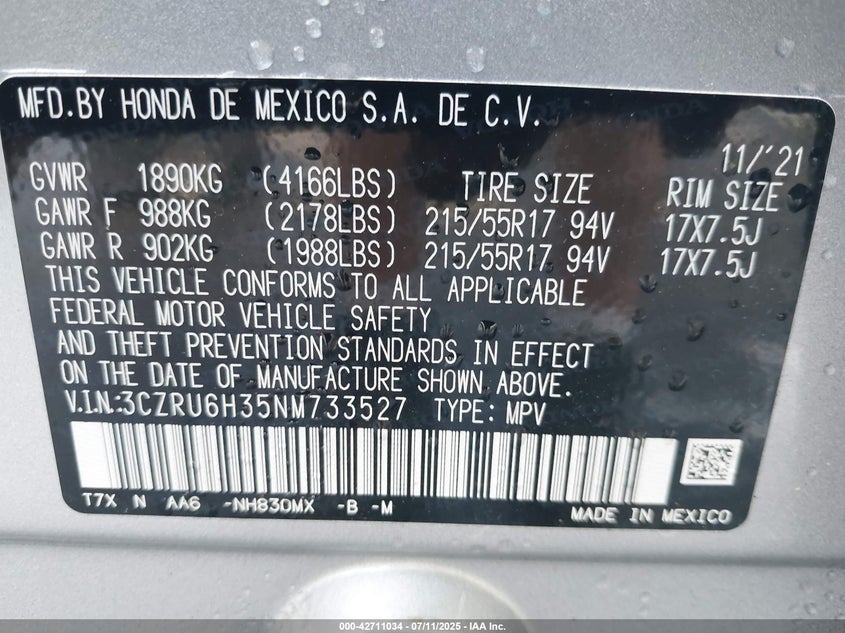 MFD.BY HONDA DE MEXICO S.A. DE C.V.
11/'21
GVWR 1890KG (4166LBS) TIRE SIZE RIM SIZE
GAWR F 988KG (2178LBS) 215/55R17 94V 17X7.5J
GAWR R 902KG (1988LBS) 215/55R17 94V 17X7.5J
THIS VEHICLE CONFORMS TO ALL APPLICABLE
FEDERAL MOTOR VEHICLE SAFETY
AND THEFT PREVENTION STANDARDS IN EFFECT
ON THE DATE OF MANUFACTURE SHOWN ABOVE.
V.I.N.:3CZRU6H35NM733527 TYPE: MPV
T7X N AA6 -NH830MX -B -M MADE IN MEXICO
000-42711034 / 07/11/2025 - IAA Inc.